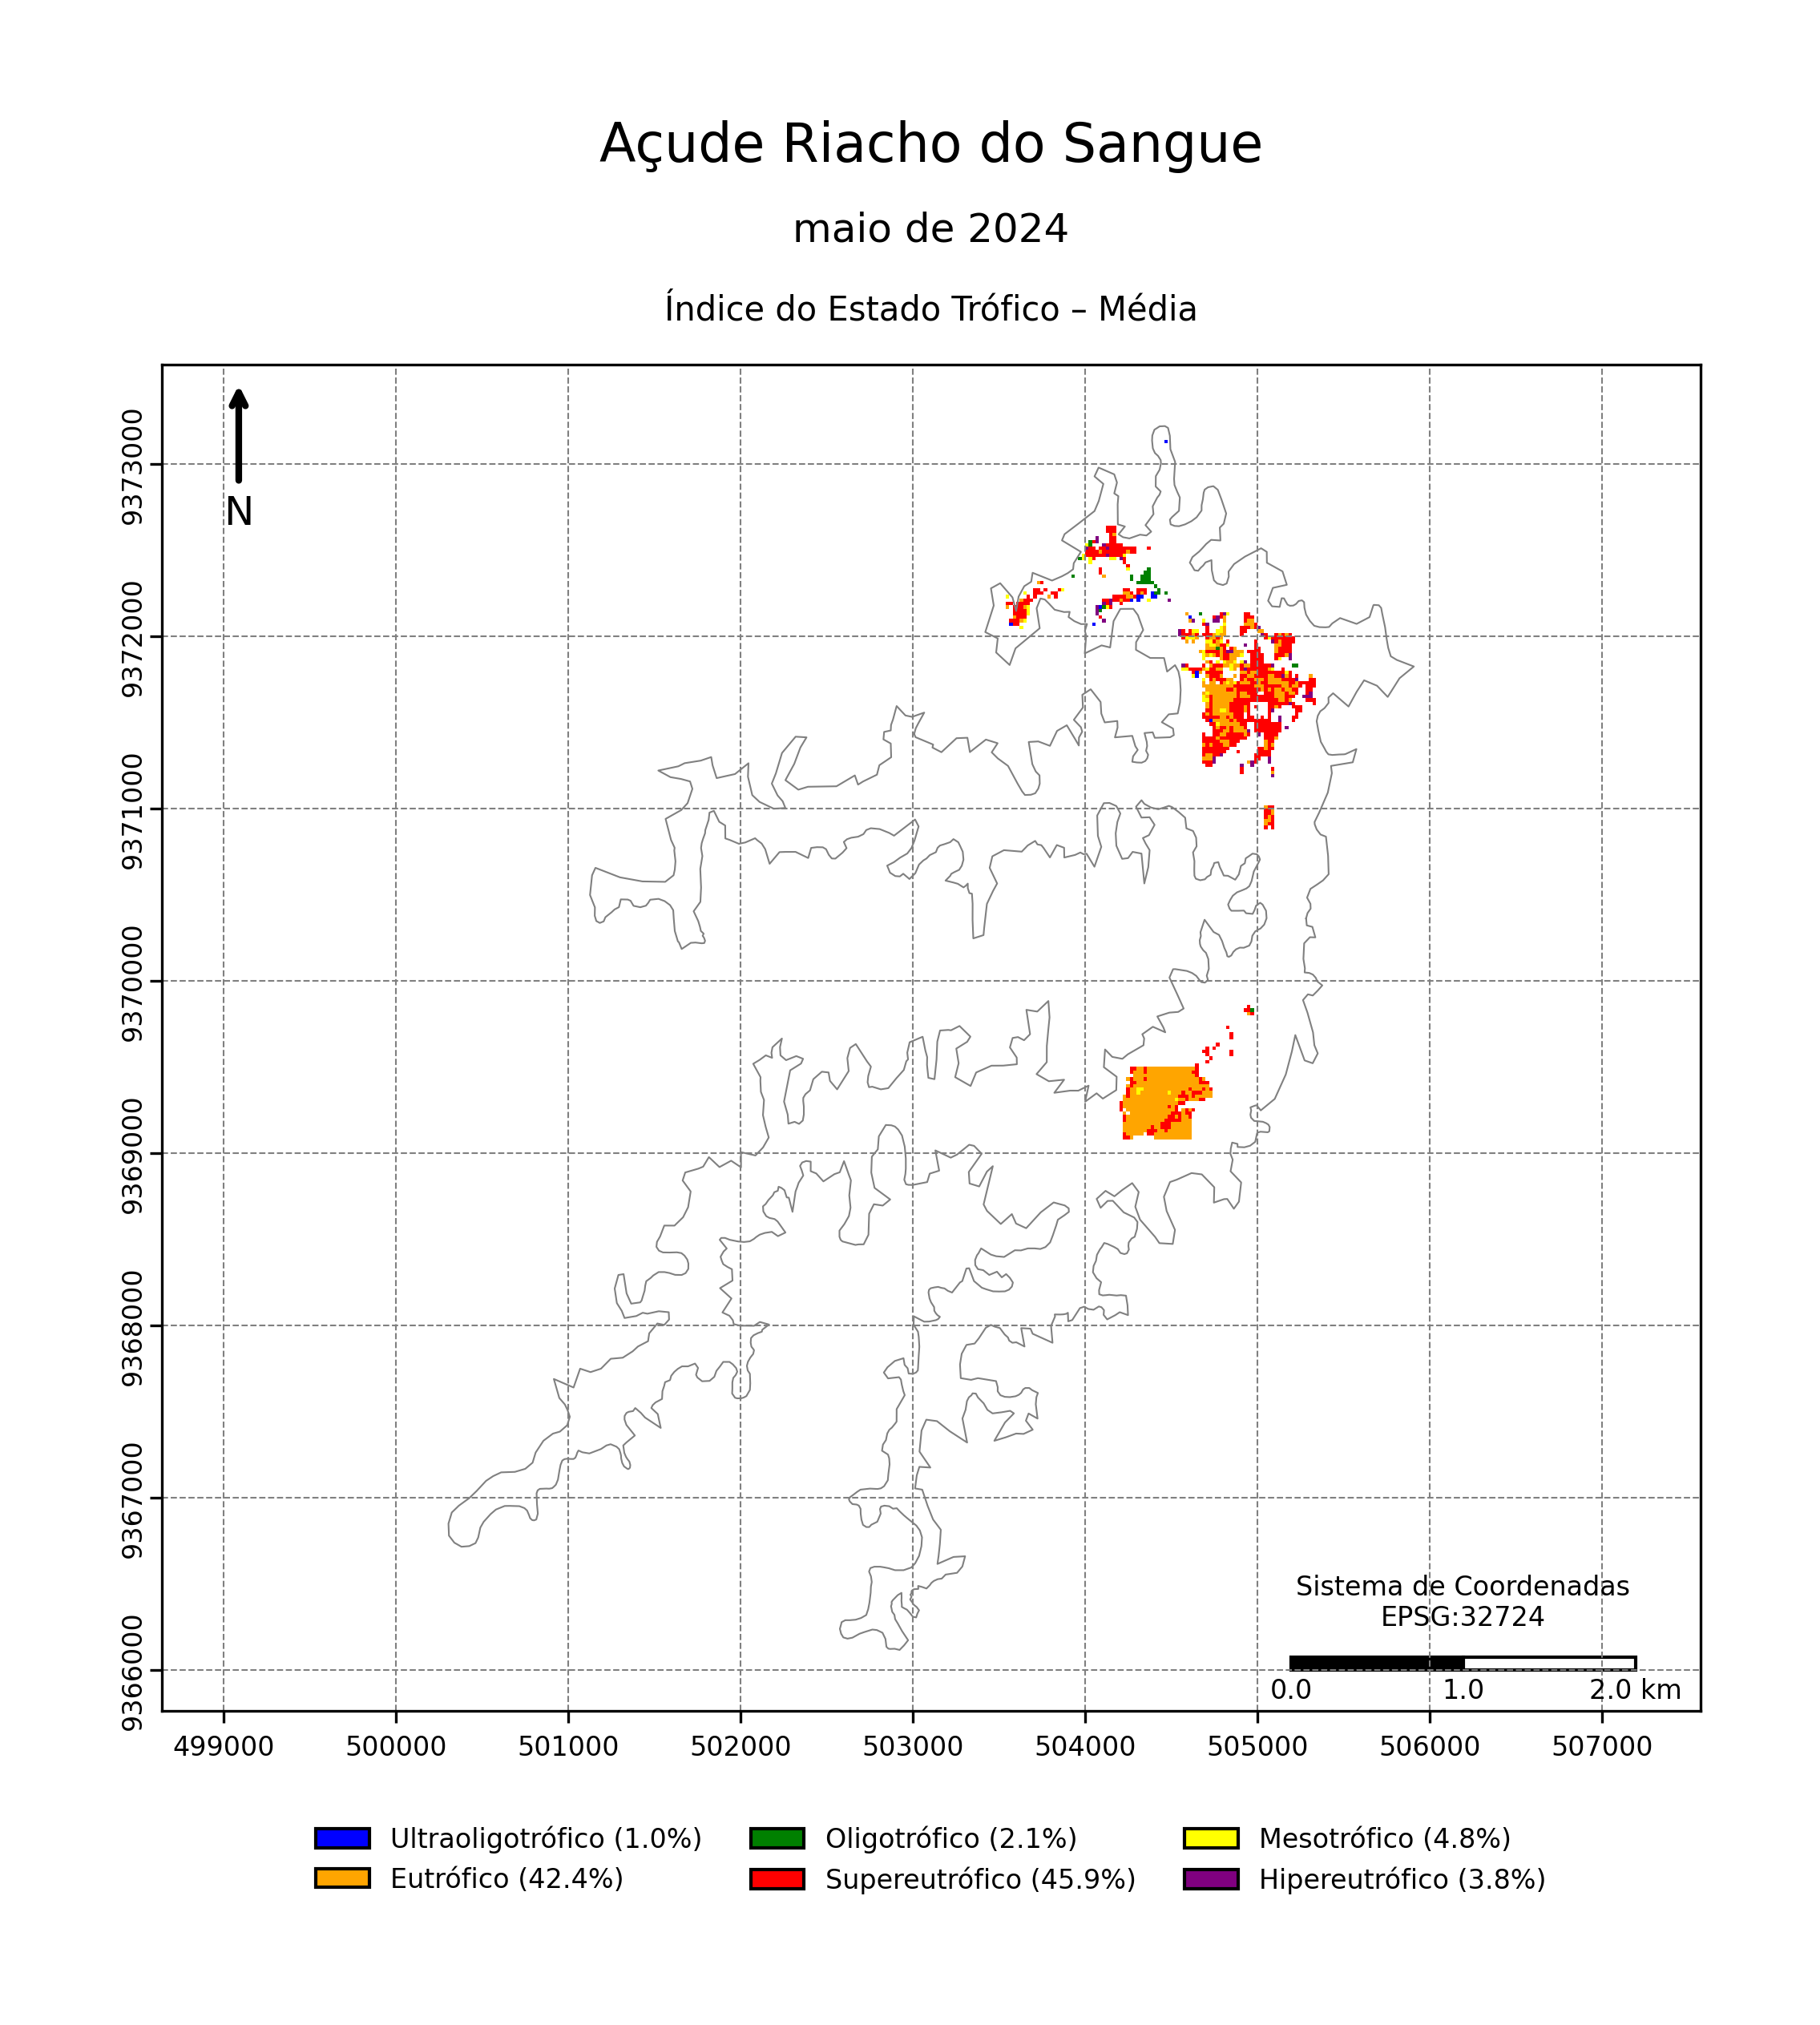 Açude Riacho do Sangue
maio de 2024
Índice do Estado Trófico – Média
N
9373000
9372000
9371000
9370000
9369000
9368000
9367000
9366000
Sistema de Coordenadas
EPSG:32724
0.0 1.0 2.0 km
499000 500000 501000 502000 503000 504000 505000 506000 507000
Ultraoligotrófico (1.0%) Oligotrófico (2.1%) Mesotrófico (4.8%)
Eutrófico (42.4%) Supereutrófico (45.9%) Hipereutrófico (3.8%)